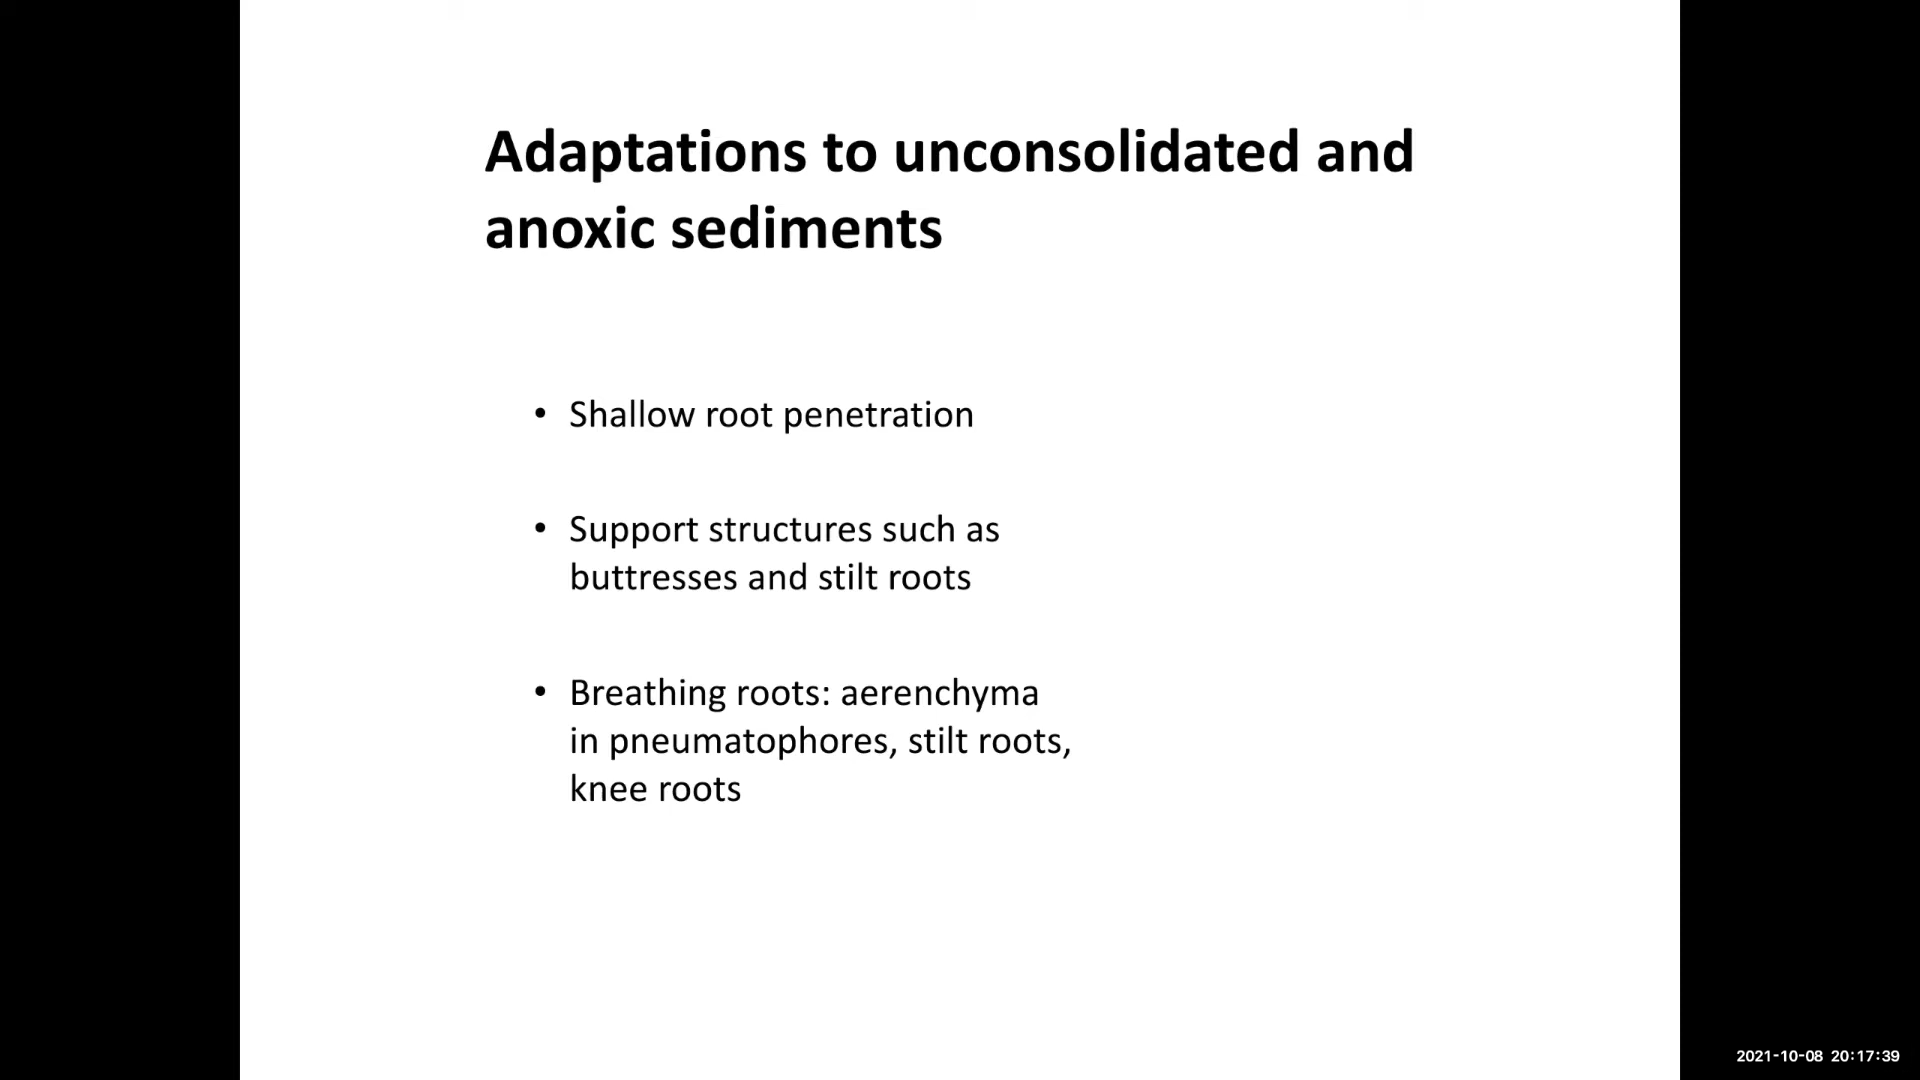 Adaptations to unconsolidated and
anoxic sediments
• Shallow root penetration
• Support structures such as
buttresses and stilt roots
• Breathing roots: aerenchyma
in pneumatophores, stilt roots,
knee roots
2021-10-08 20:17:39